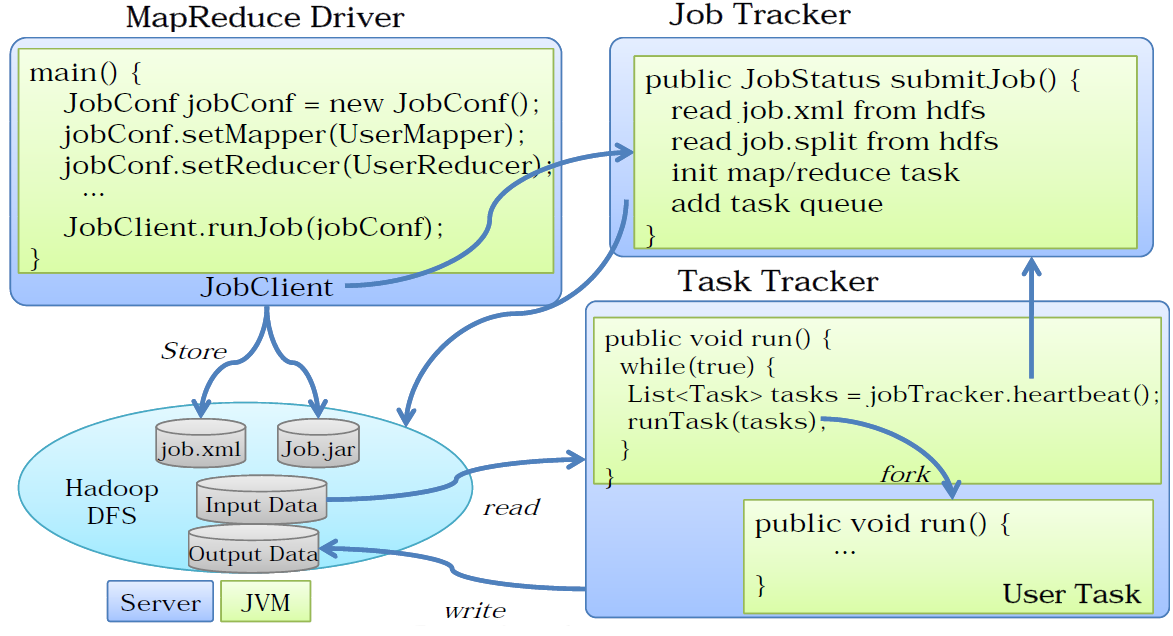 MapReduce Driver
main() {
JobConf jobConf = new JobConf();
jobConf.setMapper(UserMapper);
jobConf.setReducer(UserReducer);
...
JobClient.runJob(jobConf);
}
JobClient
Job Tracker
public JobStatus submitJob() {
read job.xml from hdfs
read job.split from hdfs
init map/reduce task
add task queue
}
Task Tracker
public void run() {
while(true) {
List<Task> tasks = jobTracker.heartbeat();
runTask(tasks);
}
}
fork
public void run() {
...
}
User Task
Store
job.xml
Job.jar
Hadoop
DFS
Input Data
Output Data
read
write
Server
JVM